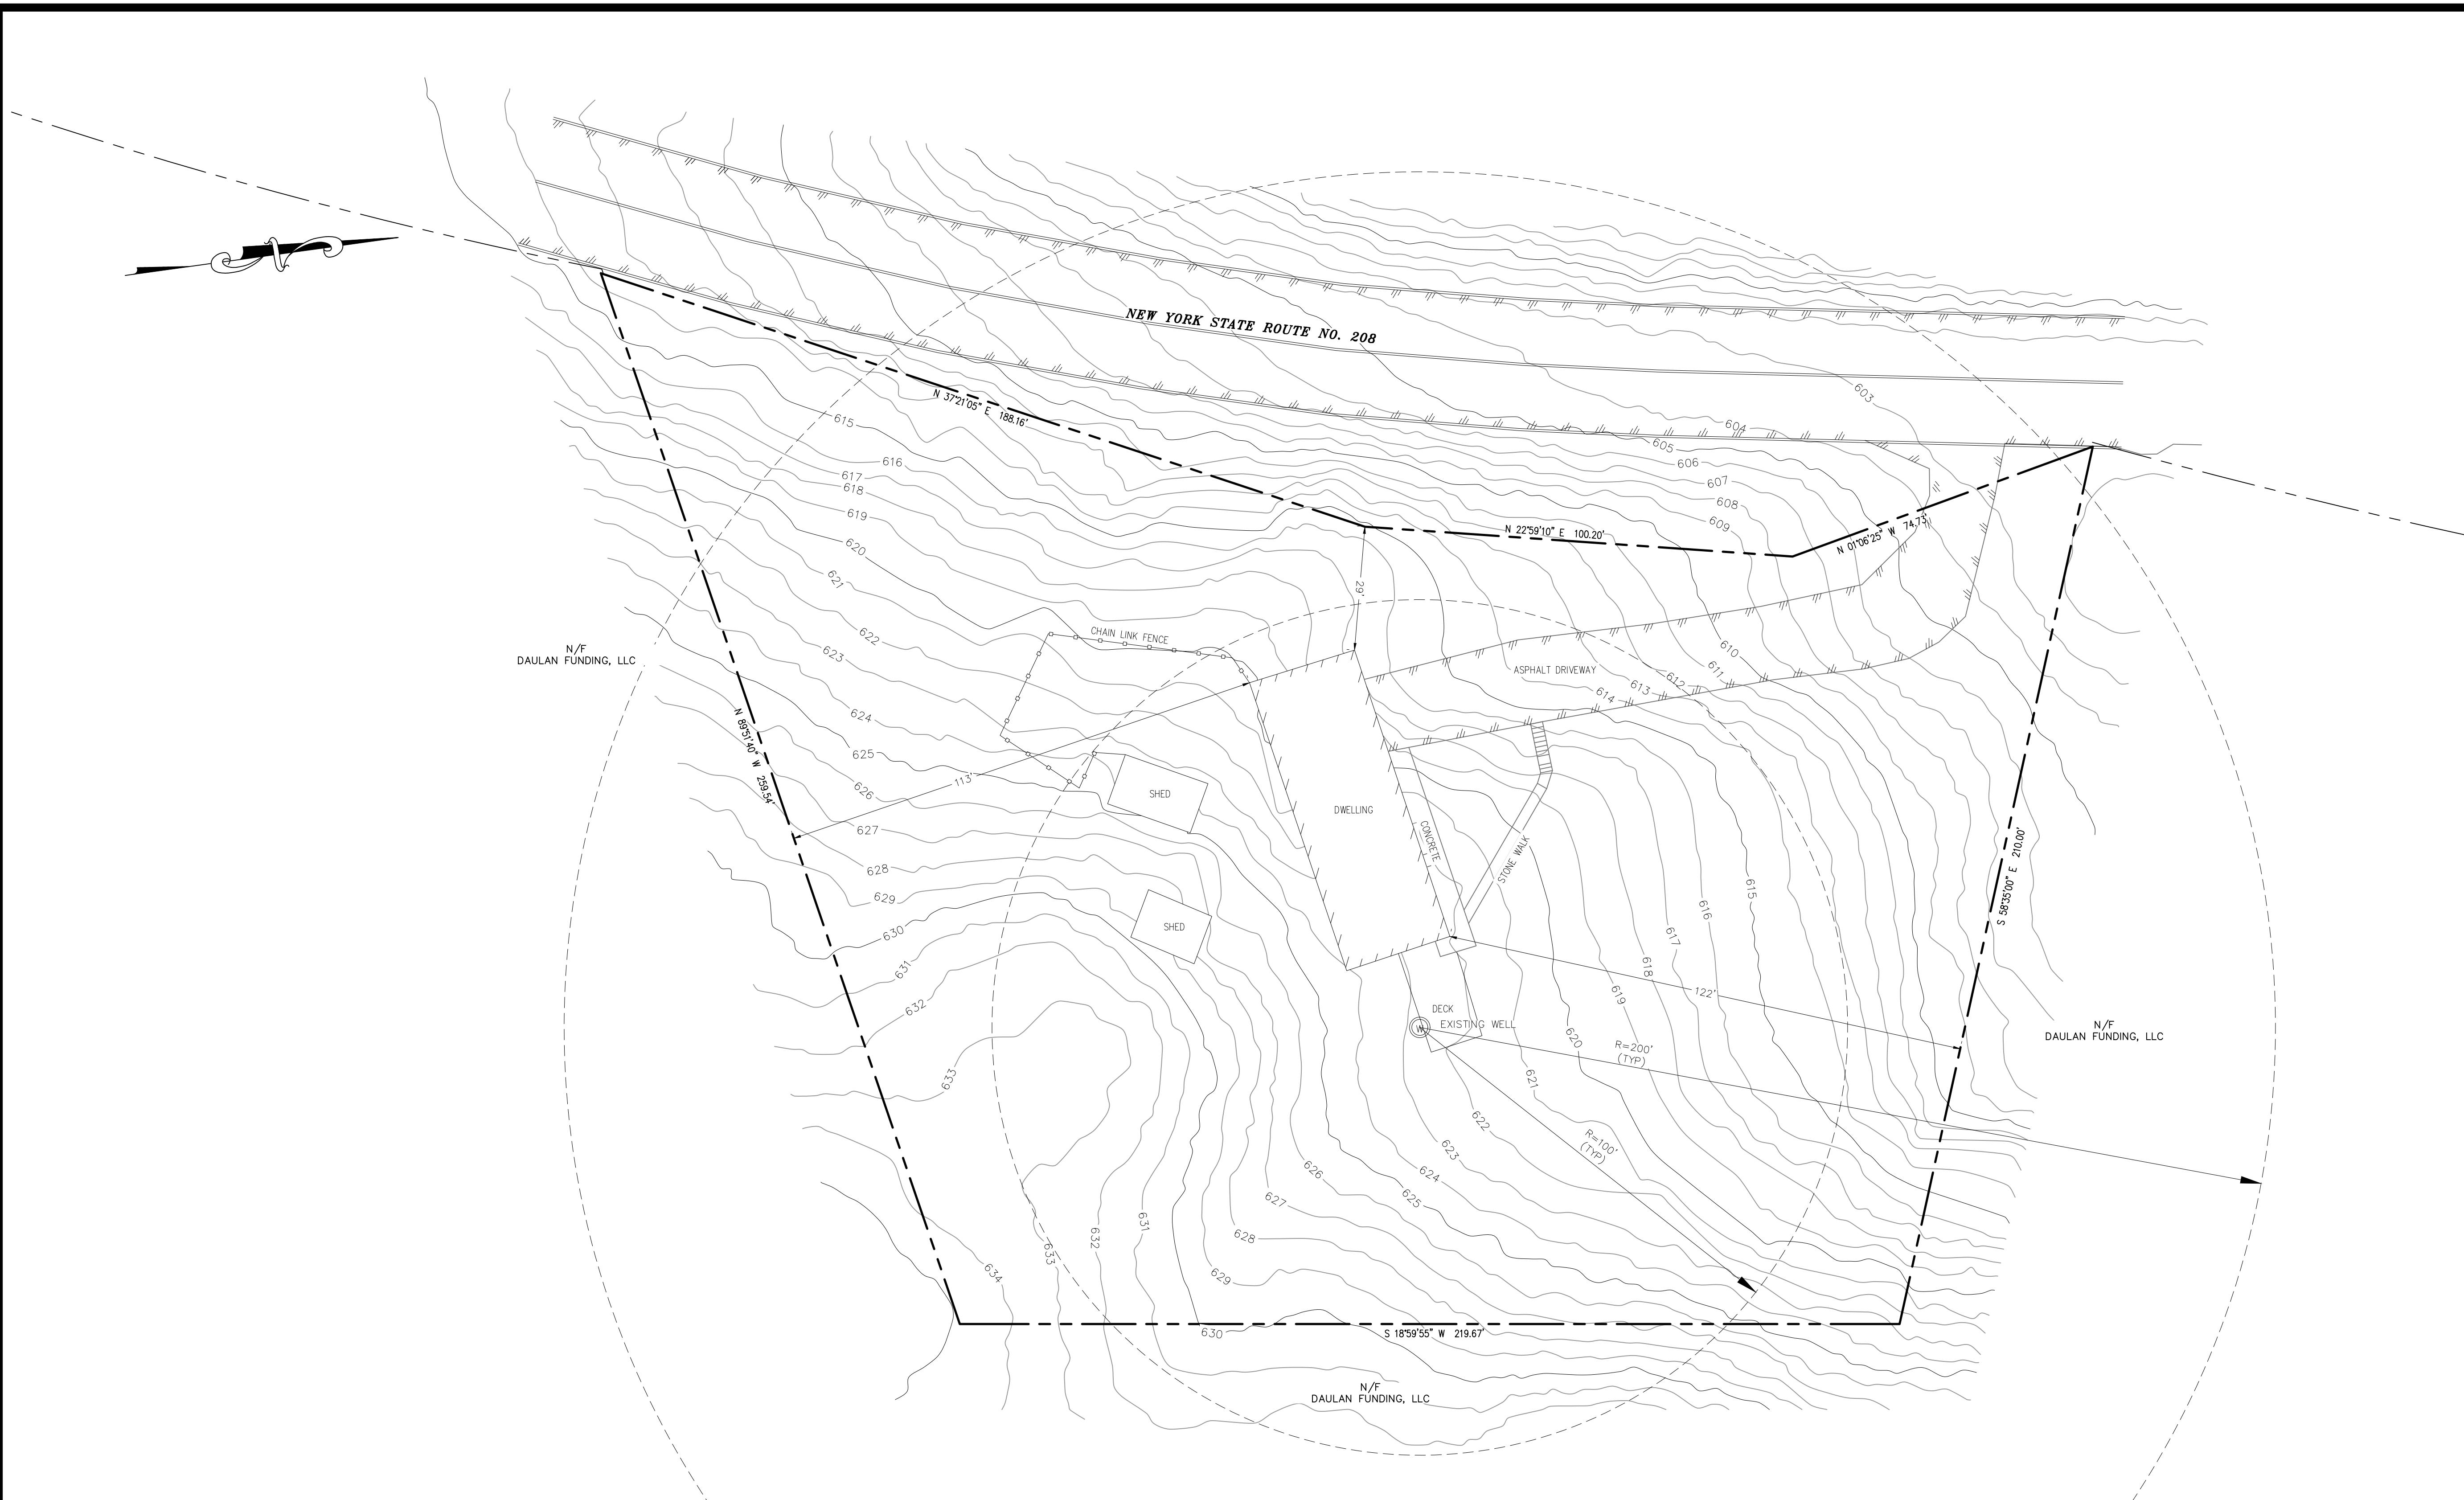 NEW YORK STATE ROUTE NO. 208
N 37°21'05" E 188.16'
N 22°59'10" E 100.20'
N 01°06'25" W 74.73'
603
604
605
606
607
608
609
610
611
612
613
614
615
616
617
618
619
620
621
622
623
624
625
626
627
628
629
630
631
632
633
29'
CHAIN LINK FENCE
ASPHALT DRIVEWAY
N/F
DAULAN FUNDING, LLC
N 89°51'40" W 259.54'
113'
SHED
SHED
DWELLING
CONCRETE
STONE WALK
615
616
617
618
619
620
621
622
623
624
625
626
627
628
629
630
631
632
633
634
S 58°35'00" E 210.00'
122'
DECK
W
EXISTING WELL
R=200'
(TYP)
R=100'
(TYP)
N/F
DAULAN FUNDING, LLC
S 18°59'55" W 219.67'
N/F
DAULAN FUNDING, LLC